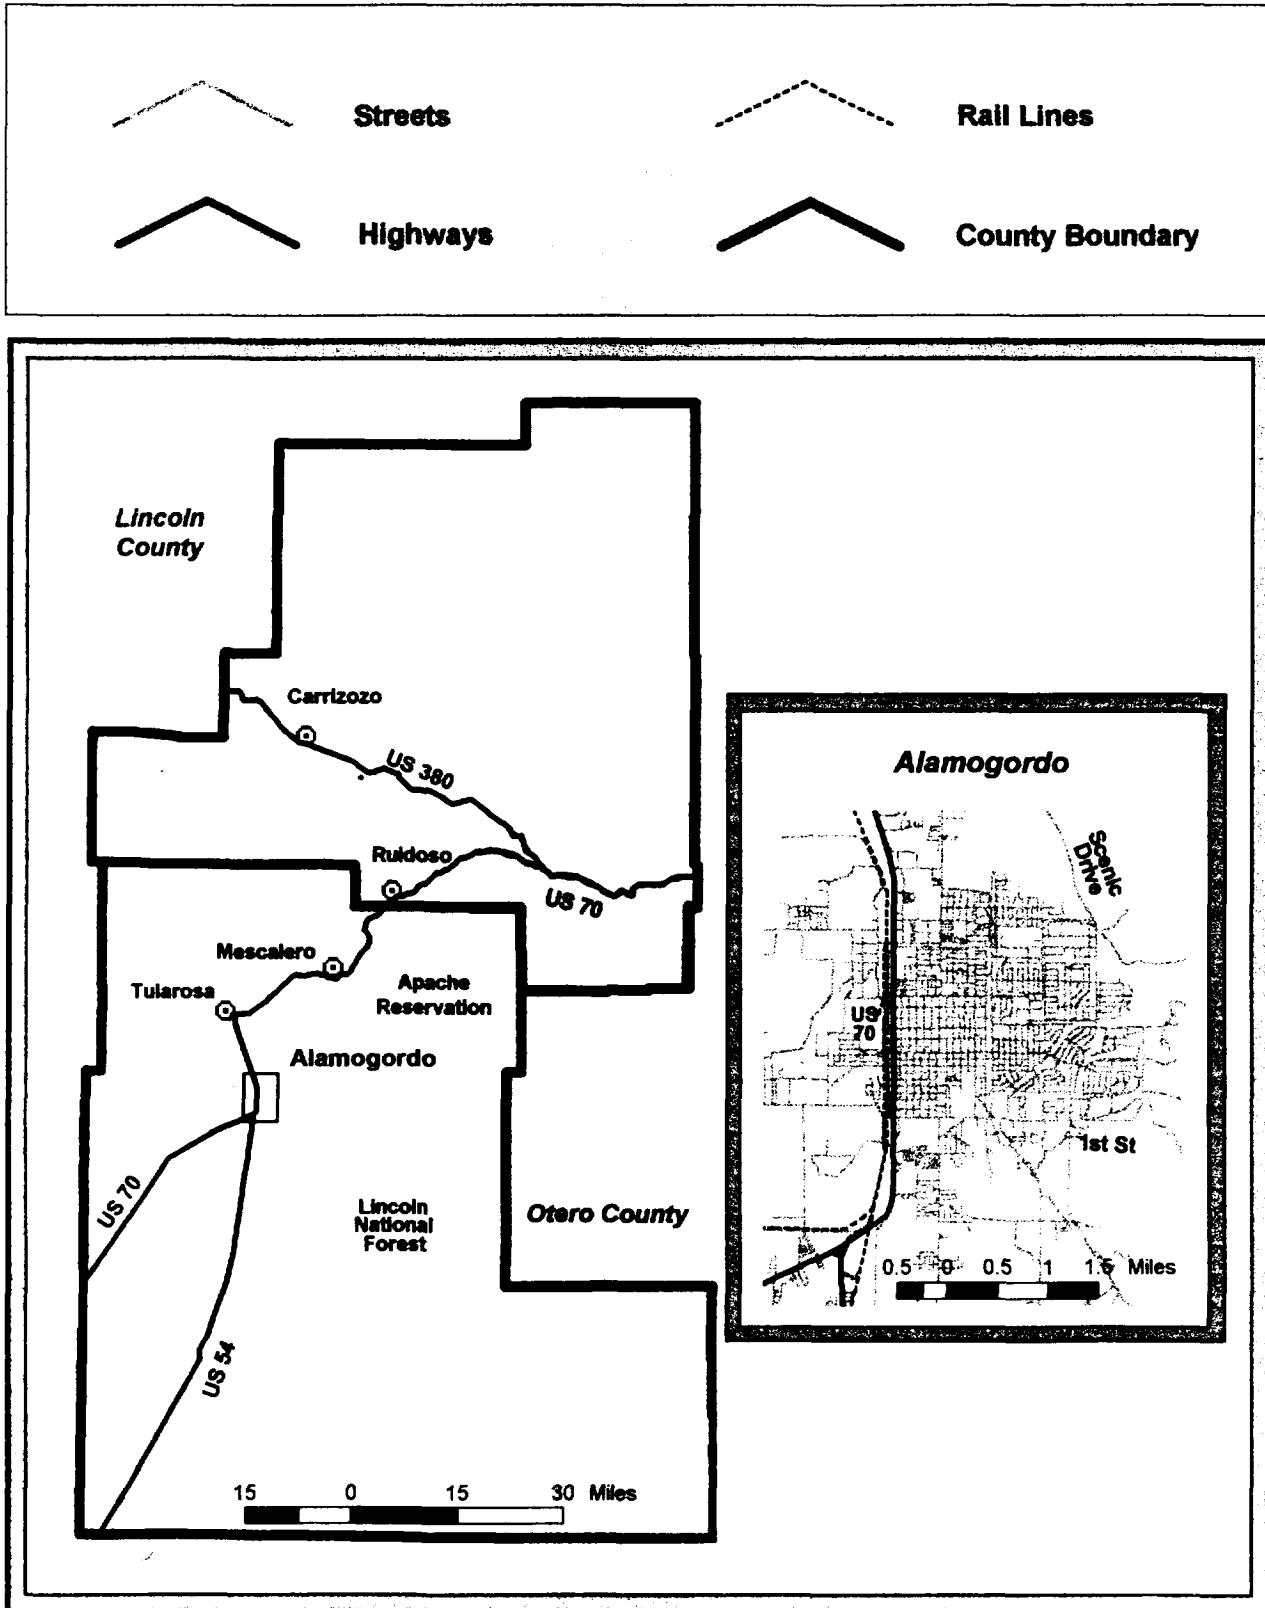 Streets
Rail Lines
Highways
County Boundary
Lincoln
County
Carrizozo
US 380
Ruidoso
US 70
Mescalero
Apache
Reservation
Tularosa
Alamogordo
US 70
Lincoln
National
Forest
Otero County
US 54
15 0 15 30 Miles
Alamogordo
Scenic
Drive
US
70
1st St
0.5 0 0.5 1 1.5 Miles